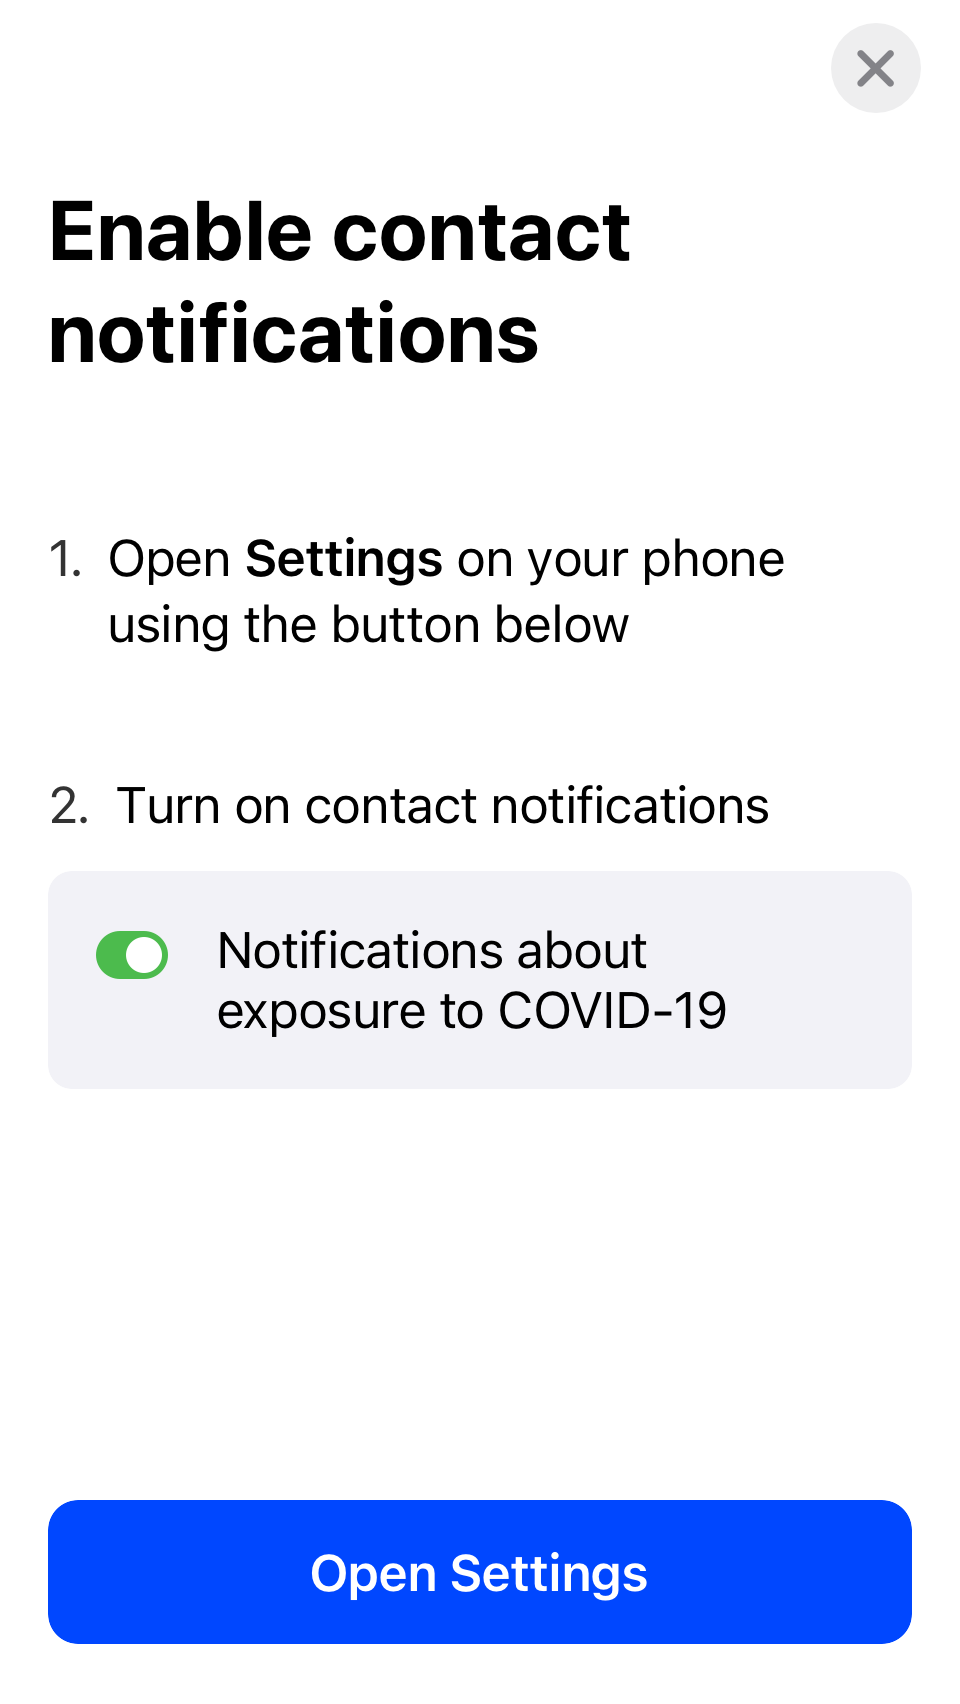 Enable contact
notifications
1. Open Settings on your phone
using the button below
2. Turn on contact notifications
Notifications about
exposure to COVID-19
Open Settings